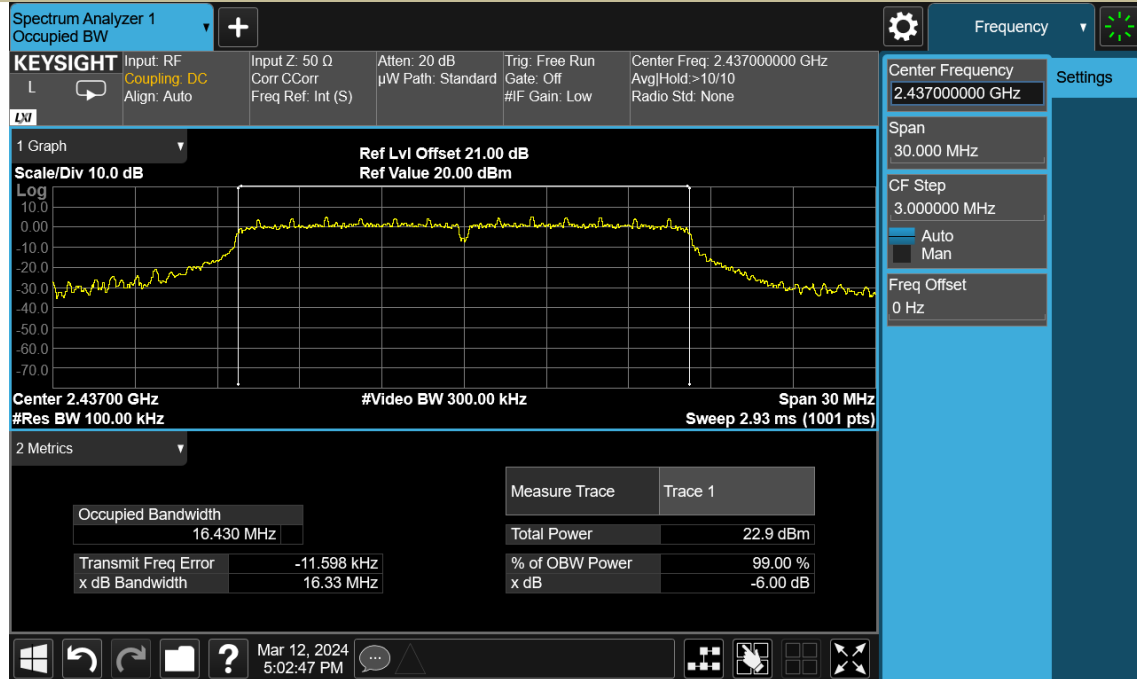 Spectrum Analyzer 1
Occupied BW
Frequency
KEYSIGHT
L
LXI
Input: RF
Coupling: DC
Align: Auto
Input Z: 50 Ω
Corr CCorr
Freq Ref: Int (S)
Atten: 20 dB
µW Path: Standard
Trig: Free Run
Gate: Off
#IF Gain: Low
Center Freq: 2.437000000 GHz
Avg|Hold:>10/10
Radio Std: None
Center Frequency
2.437000000 GHz
Settings
Span
30.000 MHz
CF Step
3.000000 MHz
Auto
Man
Freq Offset
0 Hz
1 Graph
Scale/Div 10.0 dB
Ref Lvl Offset 21.00 dB
Ref Value 20.00 dBm
Log
10.0
0.00
-10.0
-20.0
-30.0
-40.0
-50.0
-60.0
-70.0
Center 2.43700 GHz
#Video BW 300.00 kHz
Span 30 MHz
#Res BW 100.00 kHz
Sweep 2.93 ms (1001 pts)
2 Metrics
Measure Trace
Trace 1
Occupied Bandwidth
16.430 MHz
Total Power
22.9 dBm
Transmit Freq Error
-11.598 kHz
% of OBW Power
99.00 %
x dB Bandwidth
16.33 MHz
x dB
-6.00 dB
?
Mar 12, 2024
5:02:47 PM